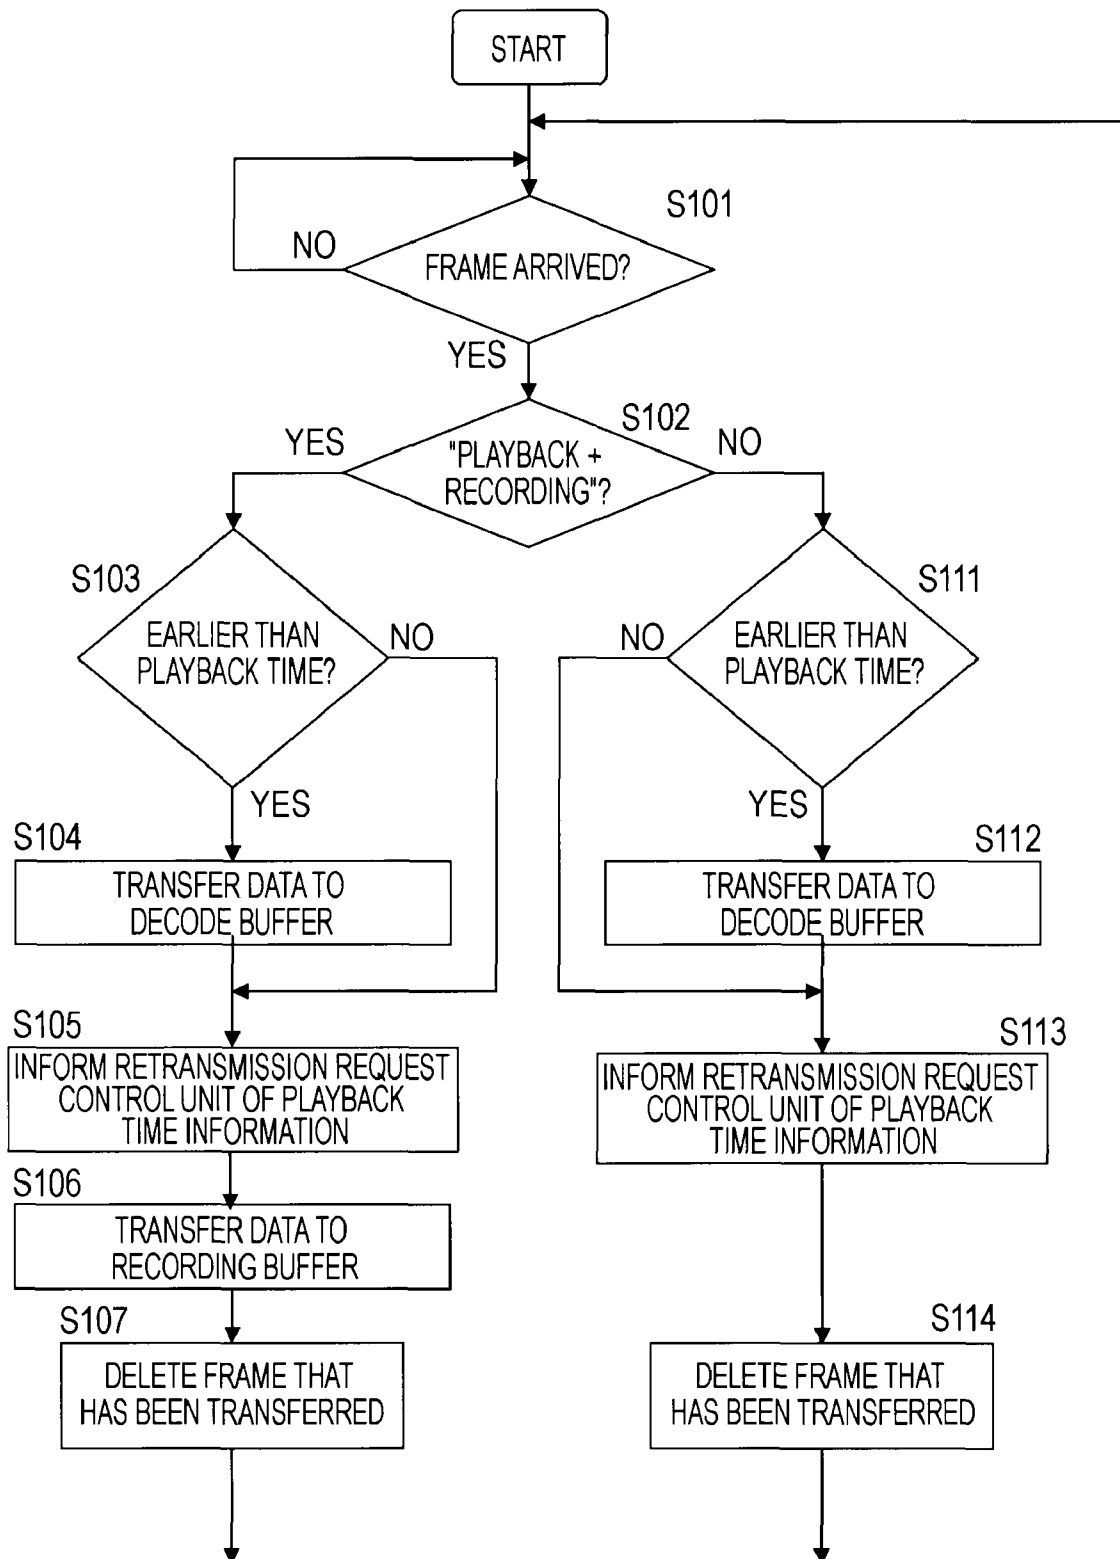 START
S101
NO
FRAME ARRIVED?
YES
S102
YES
"PLAYBACK +
RECORDING"?
NO
S103
EARLIER THAN
PLAYBACK TIME?
NO
YES
S104
TRANSFER DATA TO
DECODE BUFFER
S105
INFORM RETRANSMISSION REQUEST
CONTROL UNIT OF PLAYBACK
TIME INFORMATION
S106
TRANSFER DATA TO
RECORDING BUFFER
S107
DELETE FRAME THAT
HAS BEEN TRANSFERRED
S111
NO
EARLIER THAN
PLAYBACK TIME?
YES
S112
TRANSFER DATA TO
DECODE BUFFER
S113
INFORM RETRANSMISSION REQUEST
CONTROL UNIT OF PLAYBACK
TIME INFORMATION
S114
DELETE FRAME THAT
HAS BEEN TRANSFERRED